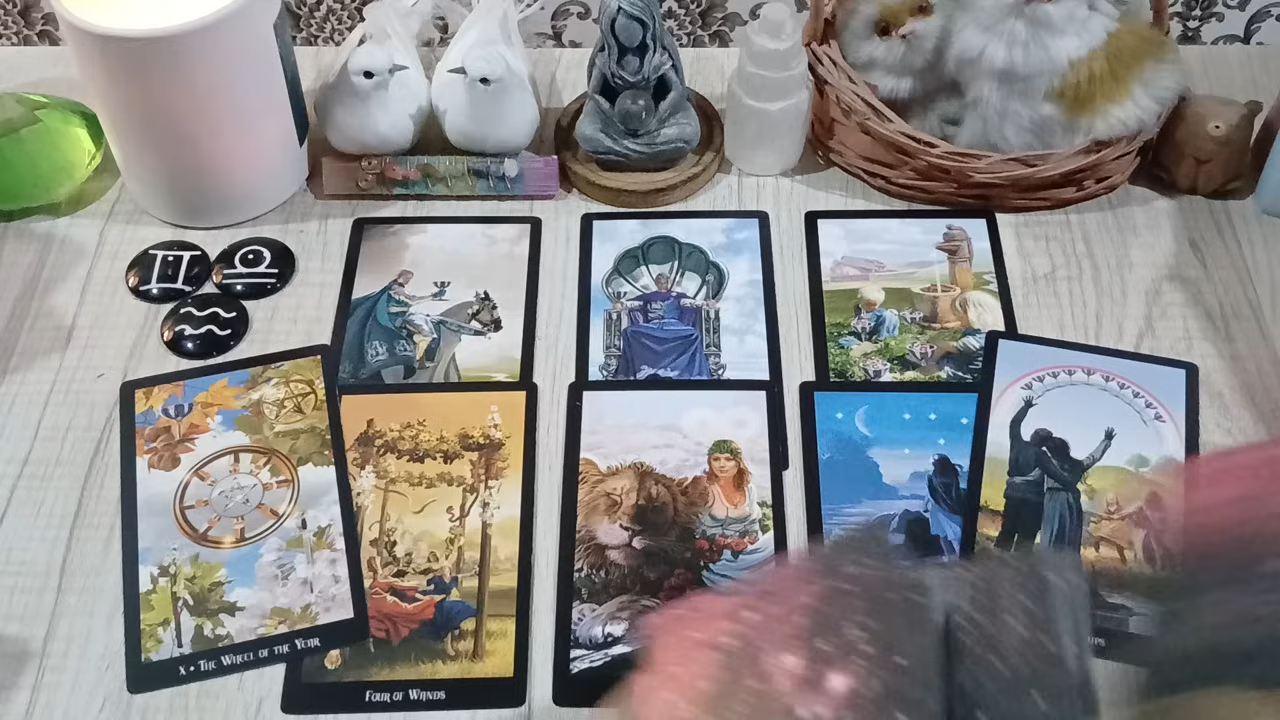 X • THE WHEEL OF THE YEAR
FOUR OF WANDS